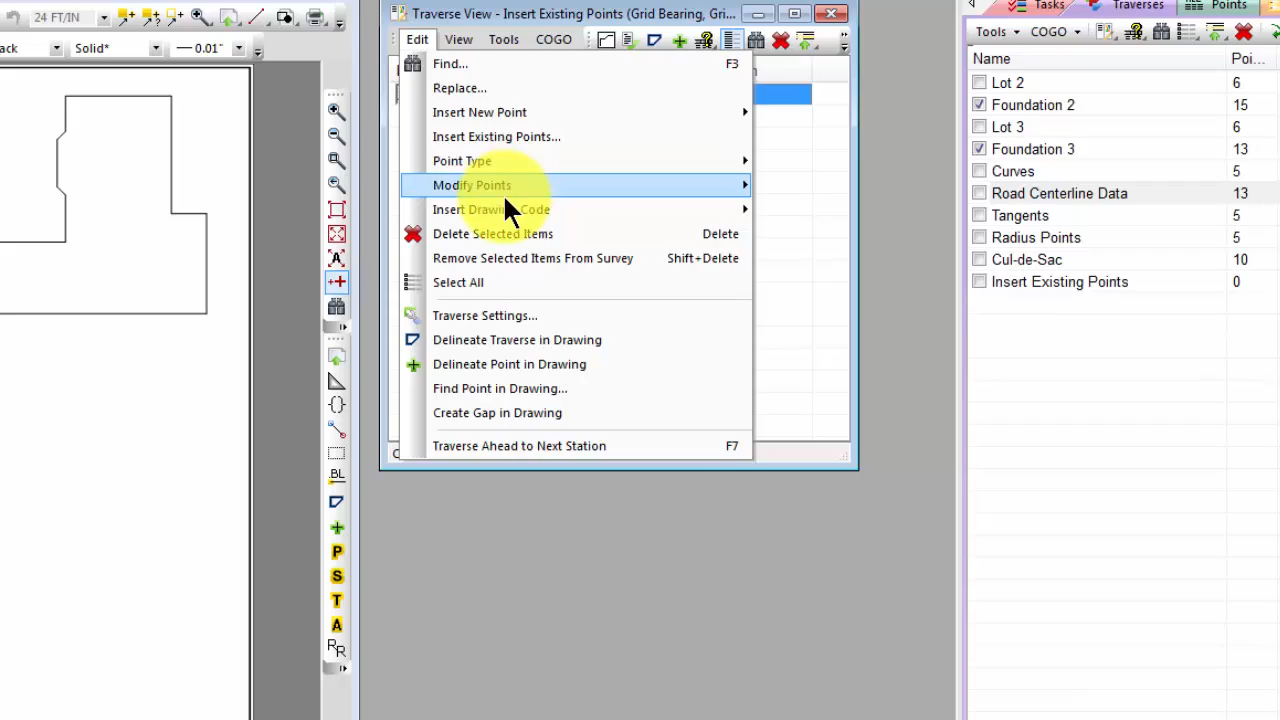 24 FT/IN
ack
Solid*
0.01"
Traverse View - Insert Existing Points (Grid Bearing, Gri...
Edit View Tools COGO
Find... F3
Replace...
Insert New Point
Insert Existing Points...
Point Type
Modify Points
Insert Drawing Code
Delete Selected Items Delete
Remove Selected Items From Survey Shift+Delete
Select All
Traverse Settings...
Delineate Traverse in Drawing
Delineate Point in Drawing
Find Point in Drawing...
Create Gap in Drawing
Traverse Ahead to Next Station F7
A
BL
P
S
T
A
RR
Tasks Traverses Points
Tools COGO
Name Poi...
Lot 2 6
Foundation 2 15
Lot 3 6
Foundation 3 13
Curves 5
Road Centerline Data 13
Tangents 5
Radius Points 5
Cul-de-Sac 10
Insert Existing Points 0